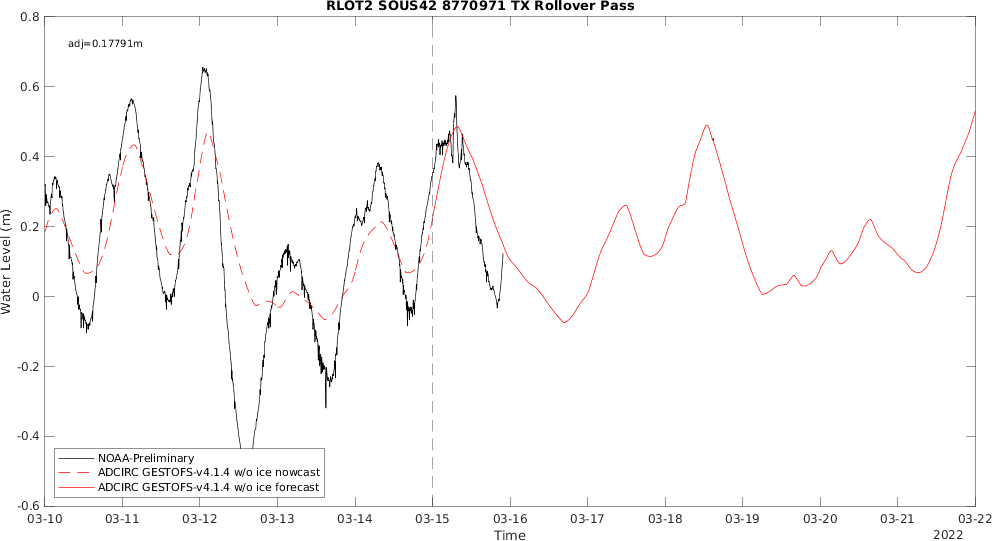 RLOT2 SOUS42 8770971 TX Rollover Pass
adj=0.17791m
Water Level (m)
0.8
0.6
0.4
0.2
0
-0.2
-0.4
-0.6
NOAA-Preliminary
ADCIRC GESTOFS-v4.1.4 w/o ice nowcast
ADCIRC GESTOFS-v4.1.4 w/o ice forecast
03-10 03-11 03-12 03-13 03-14 03-15 03-16 03-17 03-18 03-19 03-20 03-21 03-22
Time
2022